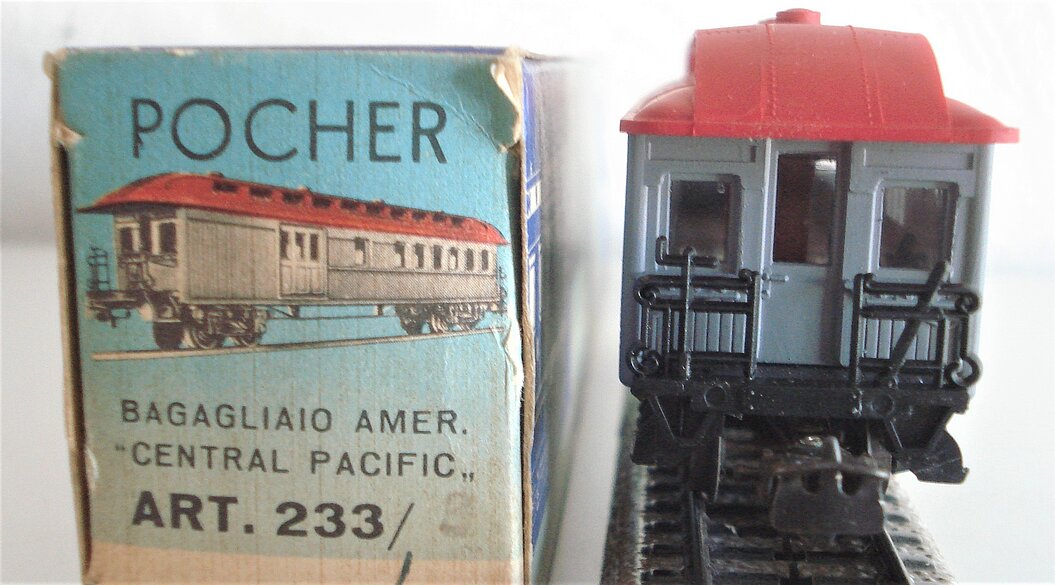 POCHER
BAGAGLIAIO AMER.
"CENTRAL PACIFIC„
ART. 233/